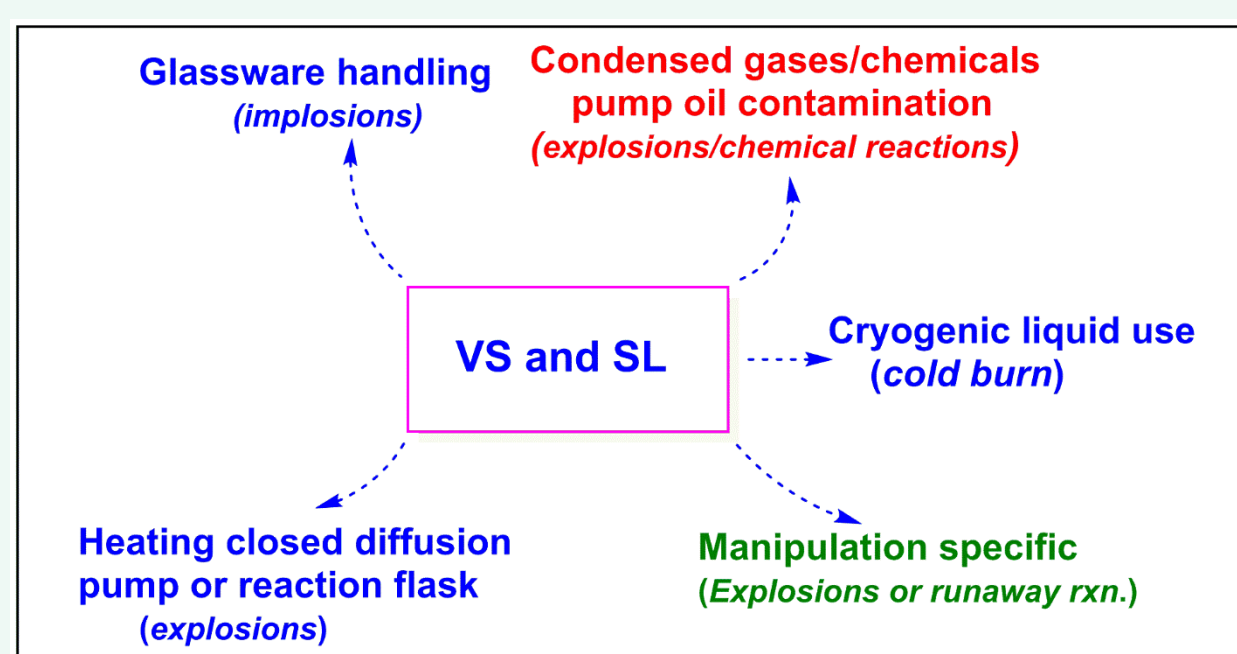 Glassware handling
(implosions)
Condensed gases/chemicals
pump oil contamination
(explosions/chemical reactions)
VS and SL
Cryogenic liquid use
(cold burn)
Heating closed diffusion
pump or reaction flask
(explosions)
Manipulation specific
(Explosions or runaway rxn.)